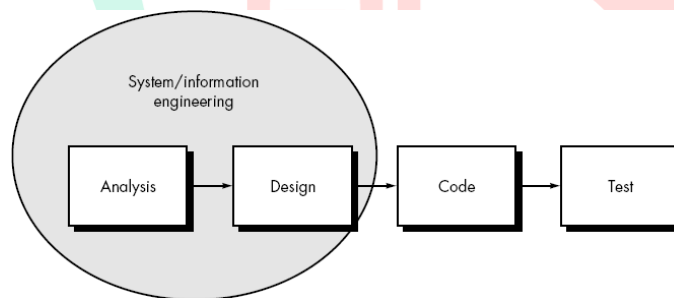 System/information
engineering
Analysis
Design
Code
Test